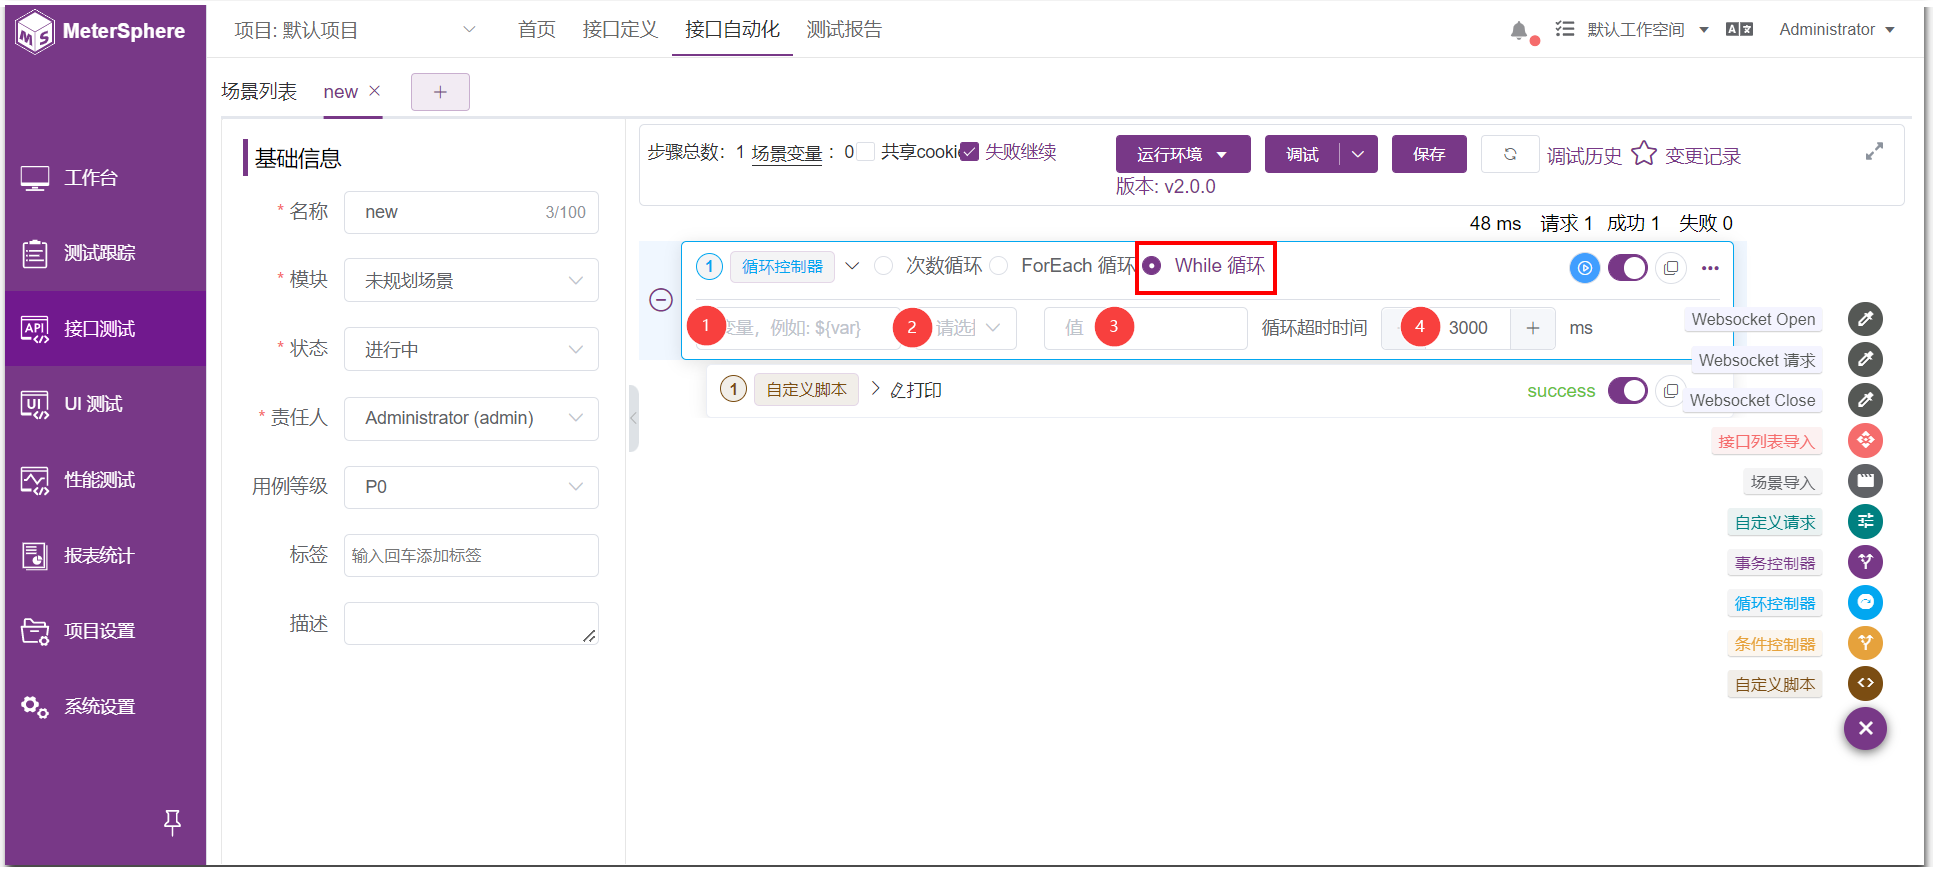 MeterSphere
项目: 默认项目
首页
接口定义
接口自动化
测试报告
默认工作空间
Administrator
场景列表
new
工作台
测试跟踪
接口测试
UI 测试
性能测试
报表统计
项目设置
系统设置
基础信息
* 名称
new
3/100
* 模块
未规划场景
* 状态
进行中
* 责任人
Administrator (admin)
用例等级
P0
标签
输入回车添加标签
描述
步骤总数：1 场景变量 ：0 共享cooki 失败继续
运行环境
调试
保存
调试历史
变更记录
版本: v2.0.0
48 ms 请求 1 成功 1 失败 0
1 循环控制器 次数循环 ForEach 循环 While 循环
1 变量，例如: ${var} 2 请选 值 3 循环超时时间 4 3000 + ms
1 自定义脚本 打印 success
Websocket Open
Websocket 请求
Websocket Close
接口列表导入
场景导入
自定义请求
事务控制器
循环控制器
条件控制器
自定义脚本